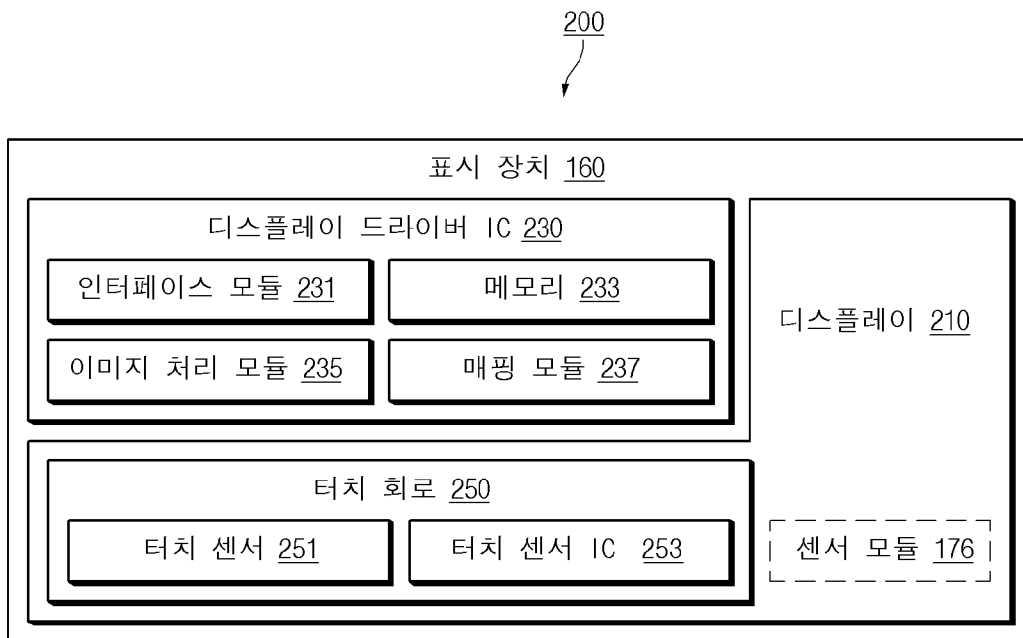 200
표시 장치 160
디스플레이 드라이버 IC 230
인터페이스 모듈 231
메모리 233
이미지 처리 모듈 235
매핑 모듈 237
디스플레이 210
터치 회로 250
터치 센서 251
터치 센서 IC 253
센서 모듈 176